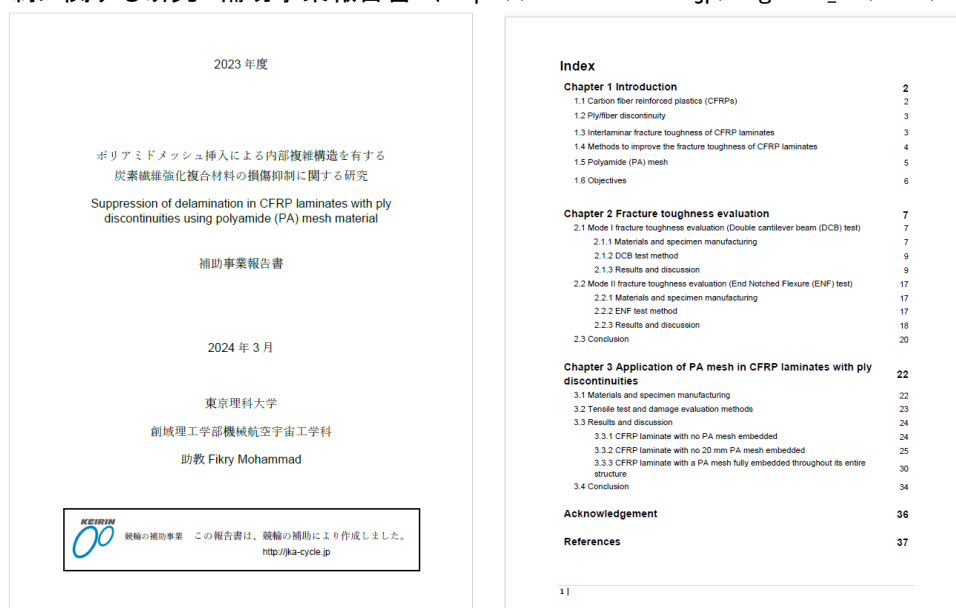 2023 年度
ポリアミドメッシュ挿入による内部複雑構造を有する
炭素繊維強化複合材料の損傷抑制に関する研究
Suppression of delamination in CFRP laminates with ply
discontinuities using polyamide (PA) mesh material
補助事業報告書
2024 年 3 月
東京理科大学
創域理工学部機械航空宇宙工学科
助教 Fikry Mohammad
KEIRIN
競輪の補助事業 この報告書は、競輪の補助により作成しました。
http://jka-cycle.jp
Index
Chapter 1 Introduction 2
1.1 Carbon fiber reinforced plastics (CFRPs) 2
1.2 Ply/fiber discontinuity 3
1.3 Interlaminar fracture toughness of CFRP laminates 3
1.4 Methods to improve the fracture toughness of CFRP laminates 4
1.5 Polyamide (PA) mesh 5
1.6 Objectives 6
Chapter 2 Fracture toughness evaluation 7
2.1 Mode I fracture toughness evaluation (Double cantilever beam (DCB) test) 7
2.1.1 Materials and specimen manufacturing 7
2.1.2 DCB test method 9
2.1.3 Results and discussion 9
2.2 Mode II fracture toughness evaluation (End Notched Flexure (ENF) test) 17
2.2.1 Materials and specimen manufacturing 17
2.2.2 ENF test method 17
2.2.3 Results and discussion 18
2.3 Conclusion 20
Chapter 3 Application of PA mesh in CFRP laminates with ply
discontinuities 22
3.1 Materials and specimen manufacturing 22
3.2 Tensile test and damage evaluation methods 23
3.3 Results and discussion 24
3.3.1 CFRP laminate with no PA mesh embedded 24
3.3.2 CFRP laminate with no 20 mm PA mesh embedded 25
3.3.3 CFRP laminate with a PA mesh fully embedded throughout its entire
structure 30
3.4 Conclusion 34
Acknowledgement 36
References 37
1 |